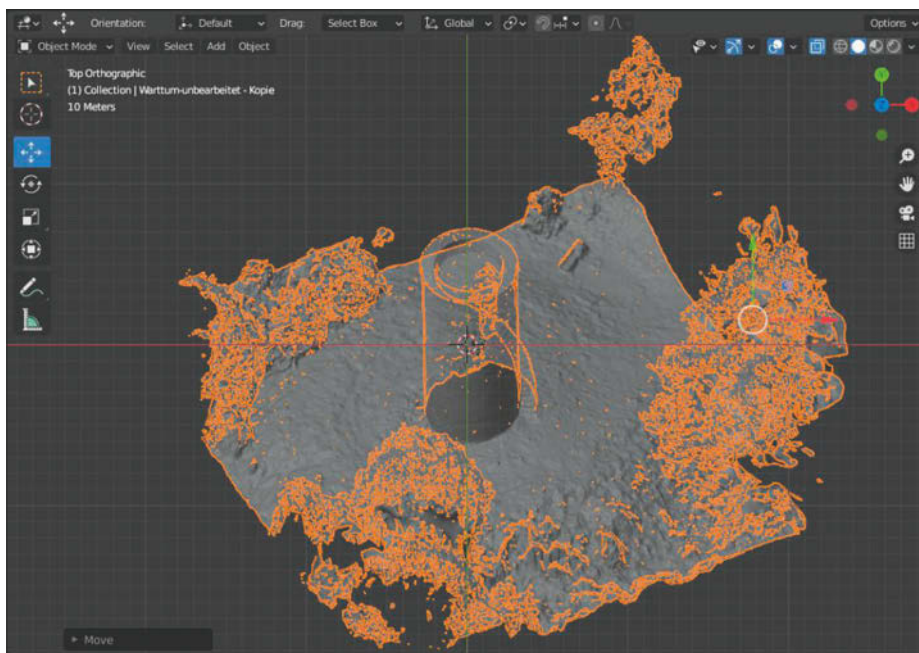 Orientation: Default Drag: Select Box Global Options
Object Mode View Select Add Object
Top Orthographic
(1) Collection | Warttum-unbearbeitet - Kopie
10 Meters
Y
Z
X
Move